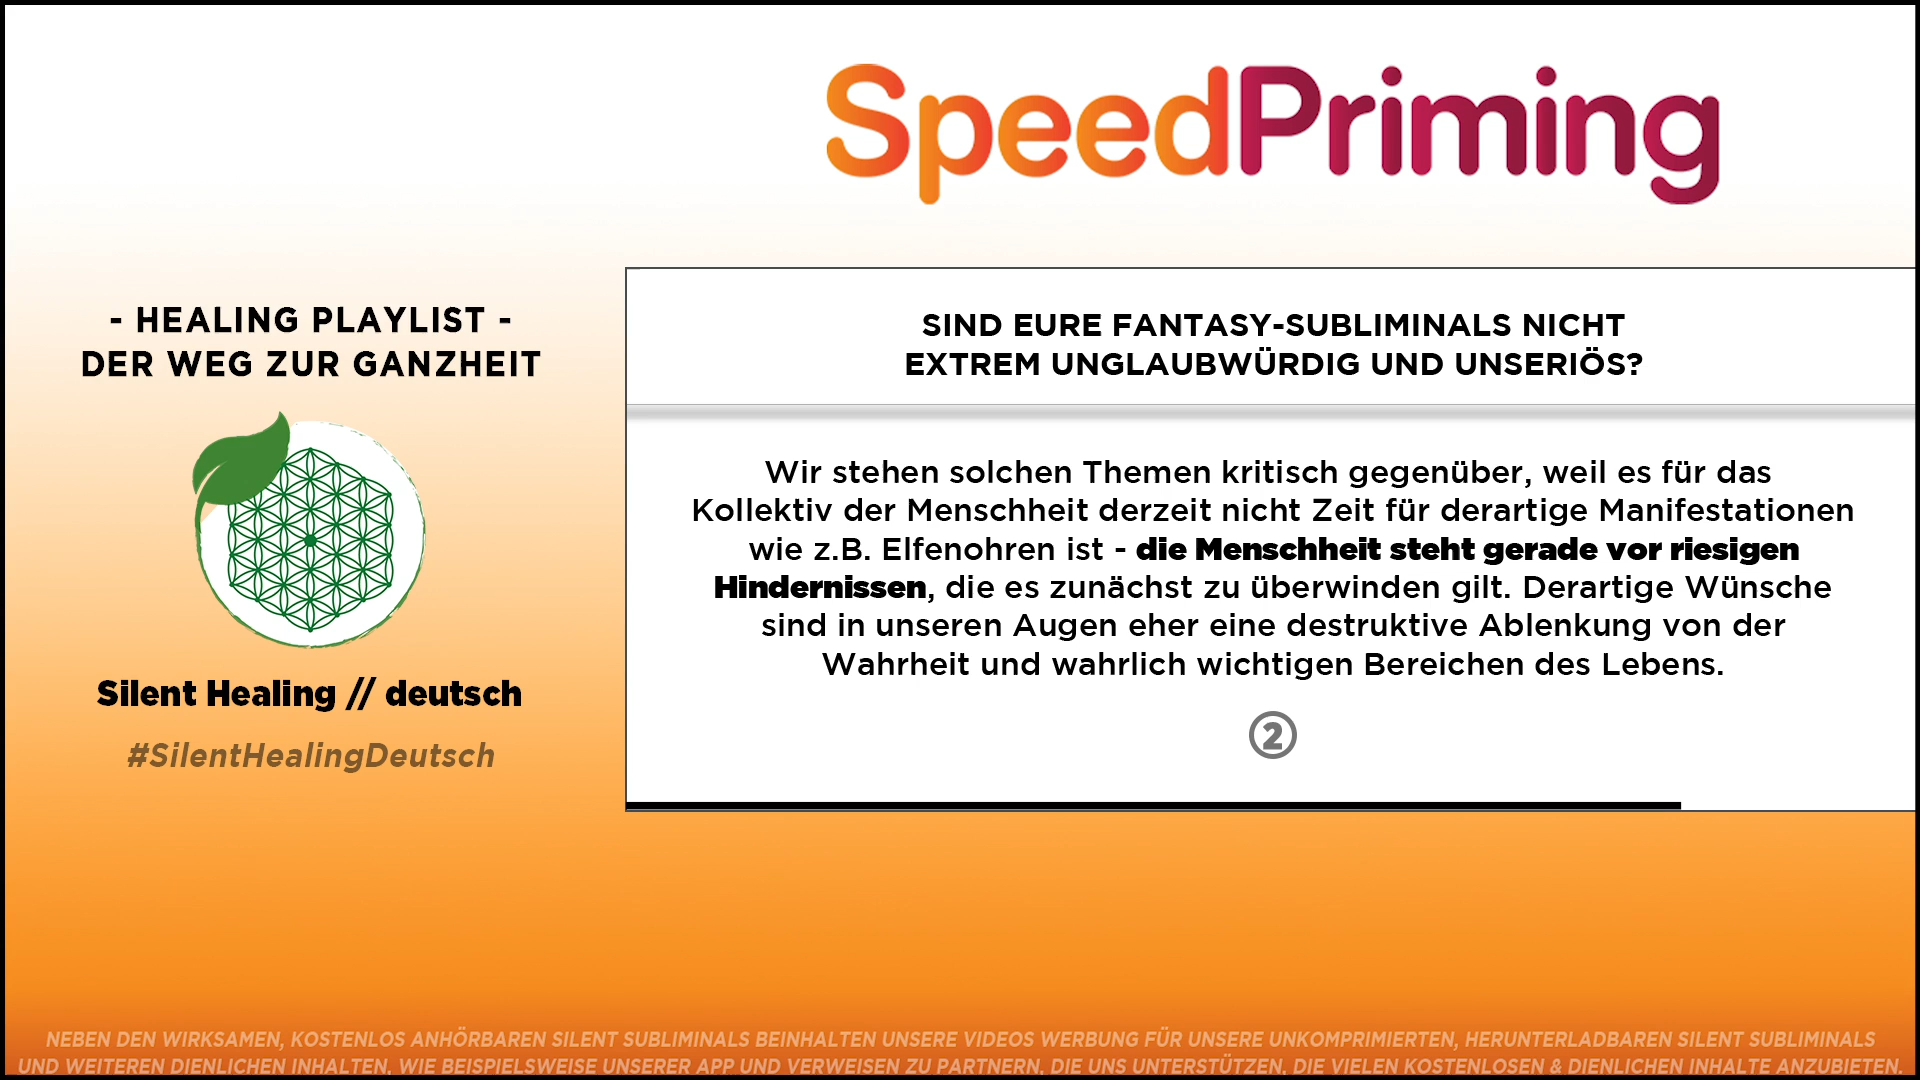 SpeedPriming
- HEALING PLAYLIST -
DER WEG ZUR GANZHEIT
Silent Healing // deutsch
#SilentHealingDeutsch
SIND EURE FANTASY-SUBLIMINALS NICHT
EXTREM UNGLAUBWÜRDIG UND UNSERIÖS?
Wir stehen solchen Themen kritisch gegenüber, weil es für das
Kollektiv der Menschheit derzeit nicht Zeit für derartige Manifestationen
wie z.B. Elfenohren ist - die Menschheit steht gerade vor riesigen
Hindernissen, die es zunächst zu überwinden gilt. Derartige Wünsche
sind in unseren Augen eher eine destruktive Ablenkung von der
Wahrheit und wahrlich wichtigen Bereichen des Lebens.
2
NEBEN DEN WIRKSAMEN, KOSTENLOS ANHÖRBAREN SILENT SUBLIMINALS BEINHALTEN UNSERE VIDEOS WERBUNG FÜR UNSERE UNKOMPRIMIERTEN, HERUNTERLADBAREN SILENT SUBLIMINALS
UND WEITEREN DIENLICHEN INHALTEN, WIE BEISPIELSWEISE UNSERER APP UND VERWEISEN ZU PARTNERN, DIE UNS UNTERSTÜTZEN, DIE VIELEN KOSTENLOSEN & DIENLICHEN INHALTE ANZUBIETEN.